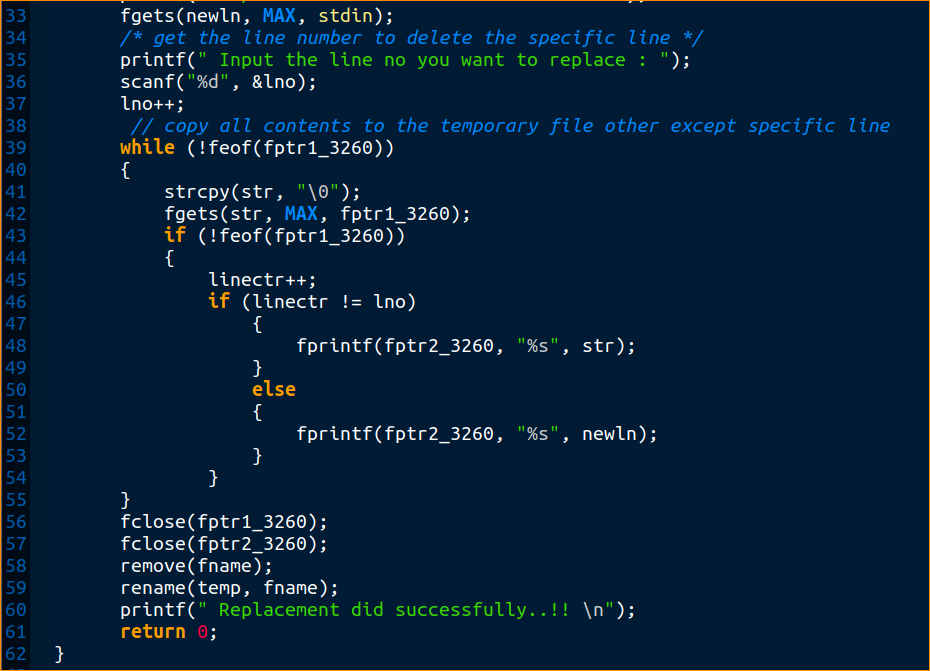 33 fgets(newln, MAX, stdin);
34 /* get the line number to delete the specific line */
35 printf(" Input the line no you want to replace : ");
36 scanf("%d", &lno);
37 lno++;
38 // copy all contents to the temporary file other except specific line
39 while (!feof(fptr1_3260))
40 {
41 strcpy(str, "\0");
42 fgets(str, MAX, fptr1_3260);
43 if (!feof(fptr1_3260))
44 {
45 linectr++;
46 if (linectr != lno)
47 {
48 fprintf(fptr2_3260, "%s", str);
49 }
50 else
51 {
52 fprintf(fptr2_3260, "%s", newln);
53 }
54 }
55 }
56 fclose(fptr1_3260);
57 fclose(fptr2_3260);
58 remove(fname);
59 rename(temp, fname);
60 printf(" Replacement did successfully..!! \n");
61 return 0;
62 }